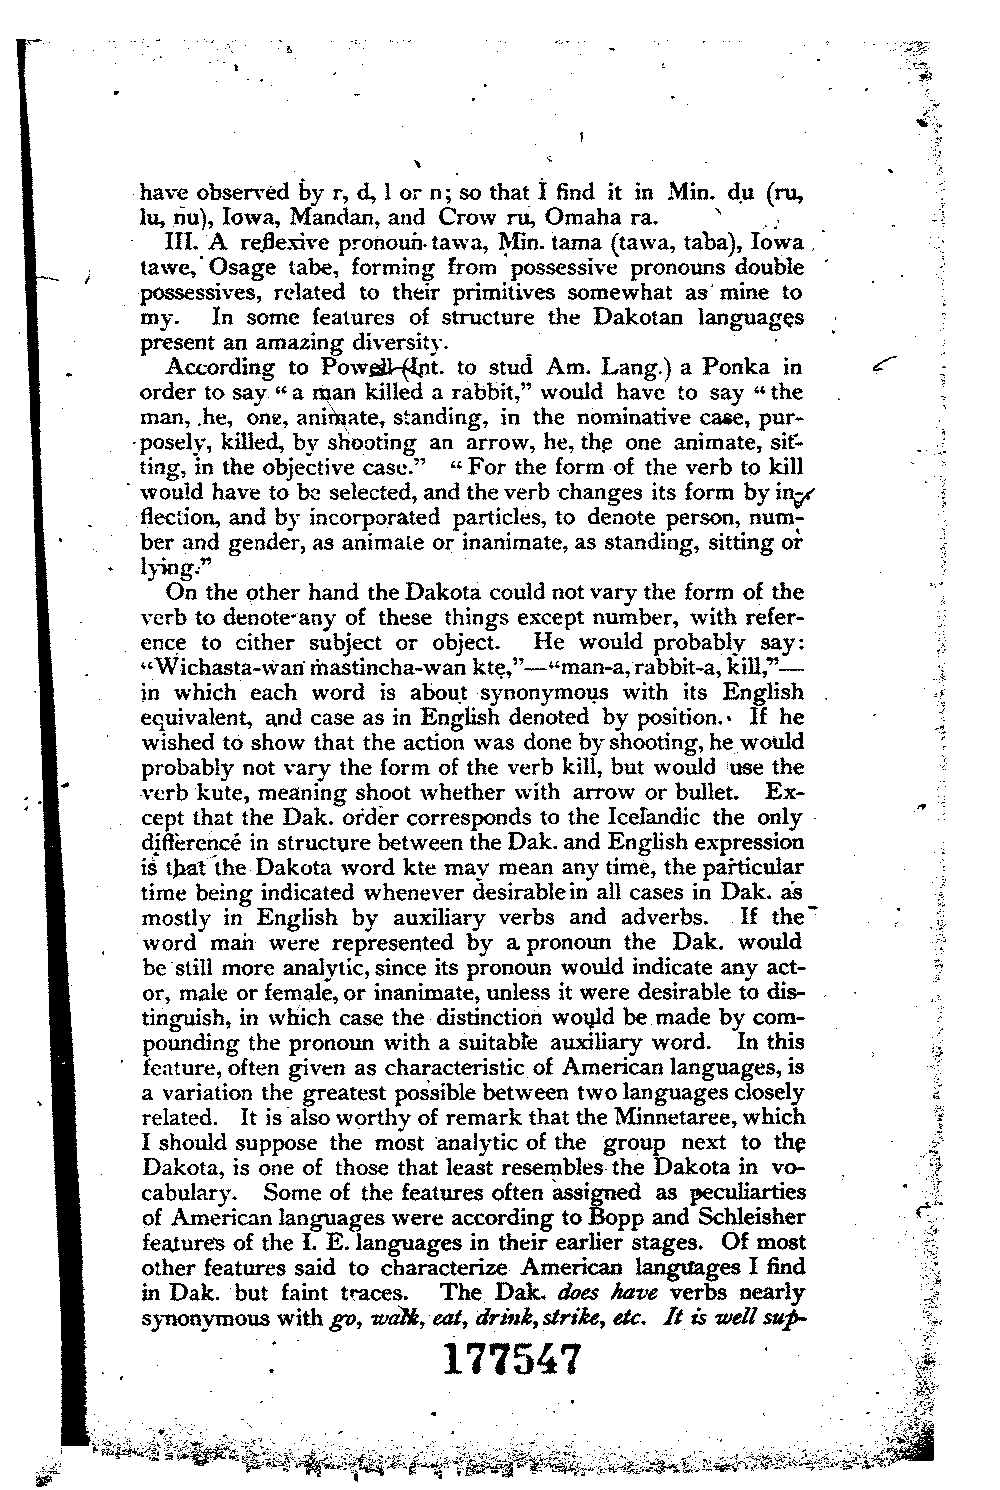 have observed by r, d, l or n; so that I find it in Min. du (ru,
lu, nu), Iowa, Mandan, and Crow ru, Omaha ra.
III. A reflexive pronoun tawa, Min. tama (tawa, taba), Iowa
tawe, Osage tabe, forming from possessive pronouns double
possessives, related to their primitives somewhat as mine to
my. In some features of structure the Dakotan languages
present an amazing diversity.
According to Powell (Int. to stud Am. Lang.) a Ponka in
order to say “a man killed a rabbit,” would have to say “the
man, he, one, animate, standing, in the nominative case, pur-
posely, killed, by shooting an arrow, he, the one animate, sit-
ting, in the objective case.” “For the form of the verb to kill
would have to be selected, and the verb changes its form by in-
flection, and by incorporated particles, to denote person, num-
ber and gender, as animate or inanimate, as standing, sitting or
lying.”
On the other hand the Dakota could not vary the form of the
verb to denote any of these things except number, with refer-
ence to either subject or object. He would probably say:
“Wichasta-wan mastincha-wan kte,”—“man-a, rabbit-a, kill,”—
in which each word is about synonymous with its English
equivalent, and case as in English denoted by position. If he
wished to show that the action was done by shooting, he would
probably not vary the form of the verb kill, but would use the
verb kute, meaning shoot whether with arrow or bullet. Ex-
cept that the Dak. order corresponds to the Icelandic the only
difference in structure between the Dak. and English expression
is that the Dakota word kte may mean any time, the particular
time being indicated whenever desirable in all cases in Dak. as
mostly in English by auxiliary verbs and adverbs. If the
word man were represented by a pronoun the Dak. would
be still more analytic, since its pronoun would indicate any act-
or, male or female, or inanimate, unless it were desirable to dis-
tinguish, in which case the distinction would be made by com-
pounding the pronoun with a suitable auxiliary word. In this
feature, often given as characteristic of American languages, is
a variation the greatest possible between two languages closely
related. It is also worthy of remark that the Minnetaree, which
I should suppose the most analytic of the group next to the
Dakota, is one of those that least resembles the Dakota in vo-
cabulary. Some of the features often assigned as peculiarties
of American languages were according to Bopp and Schleisher
features of the I. E. languages in their earlier stages. Of most
other features said to characterize American languages I find
in Dak. but faint traces. The Dak. does have verbs nearly
synonymous with go, walk, eat, drink, strike, etc. It is well sup-
177547